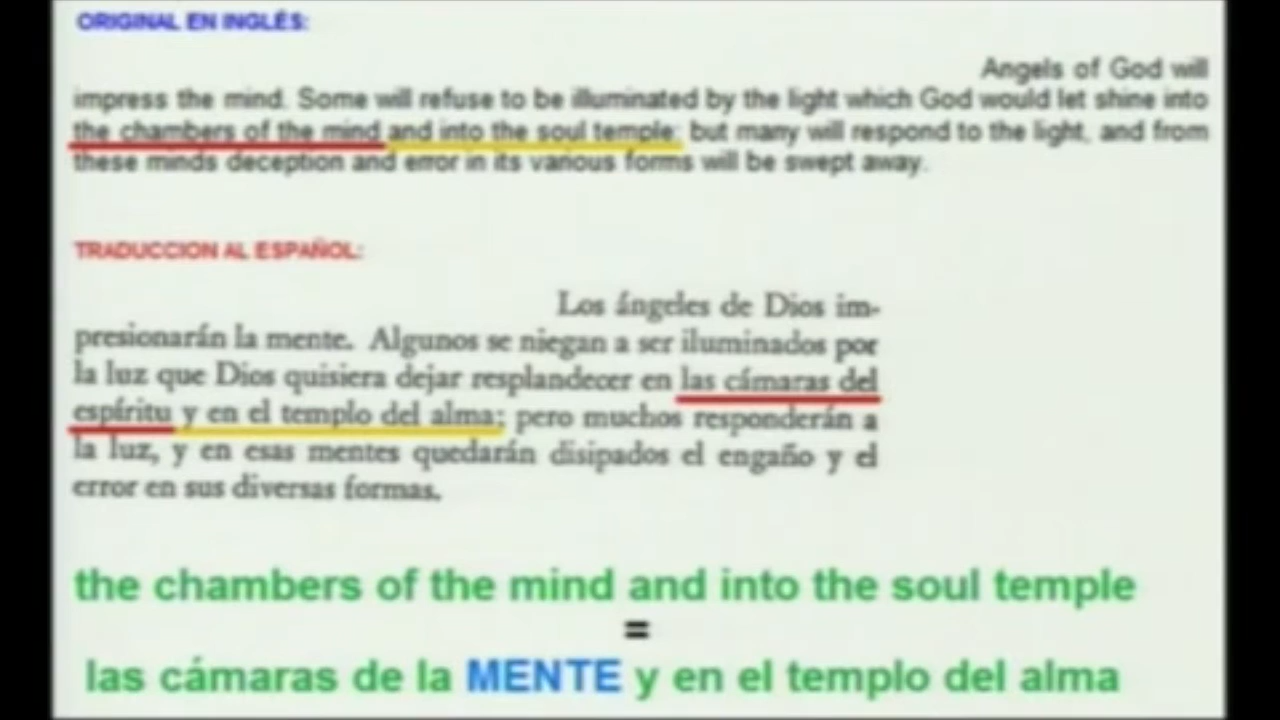 ORIGINAL EN INGLÉS:
Angels of God will
impress the mind. Some will refuse to be illuminated by the light which God would let shine into
the chambers of the mind and into the soul temple; but many will respond to the light, and from
these minds deception and error in its various forms will be swept away.
TRADUCCION AL ESPAÑOL:
Los ángeles de Dios im-
presionarán la mente. Algunos se niegan a ser iluminados por
la luz que Dios quisiera dejar resplandecer en las cámaras del
espíritu y en el templo del alma; pero muchos responderán a
la luz, y en esas mentes quedarán disipados el engaño y el
error en sus diversas formas.
the chambers of the mind and into the soul temple
=
las cámaras de la MENTE y en el templo del alma